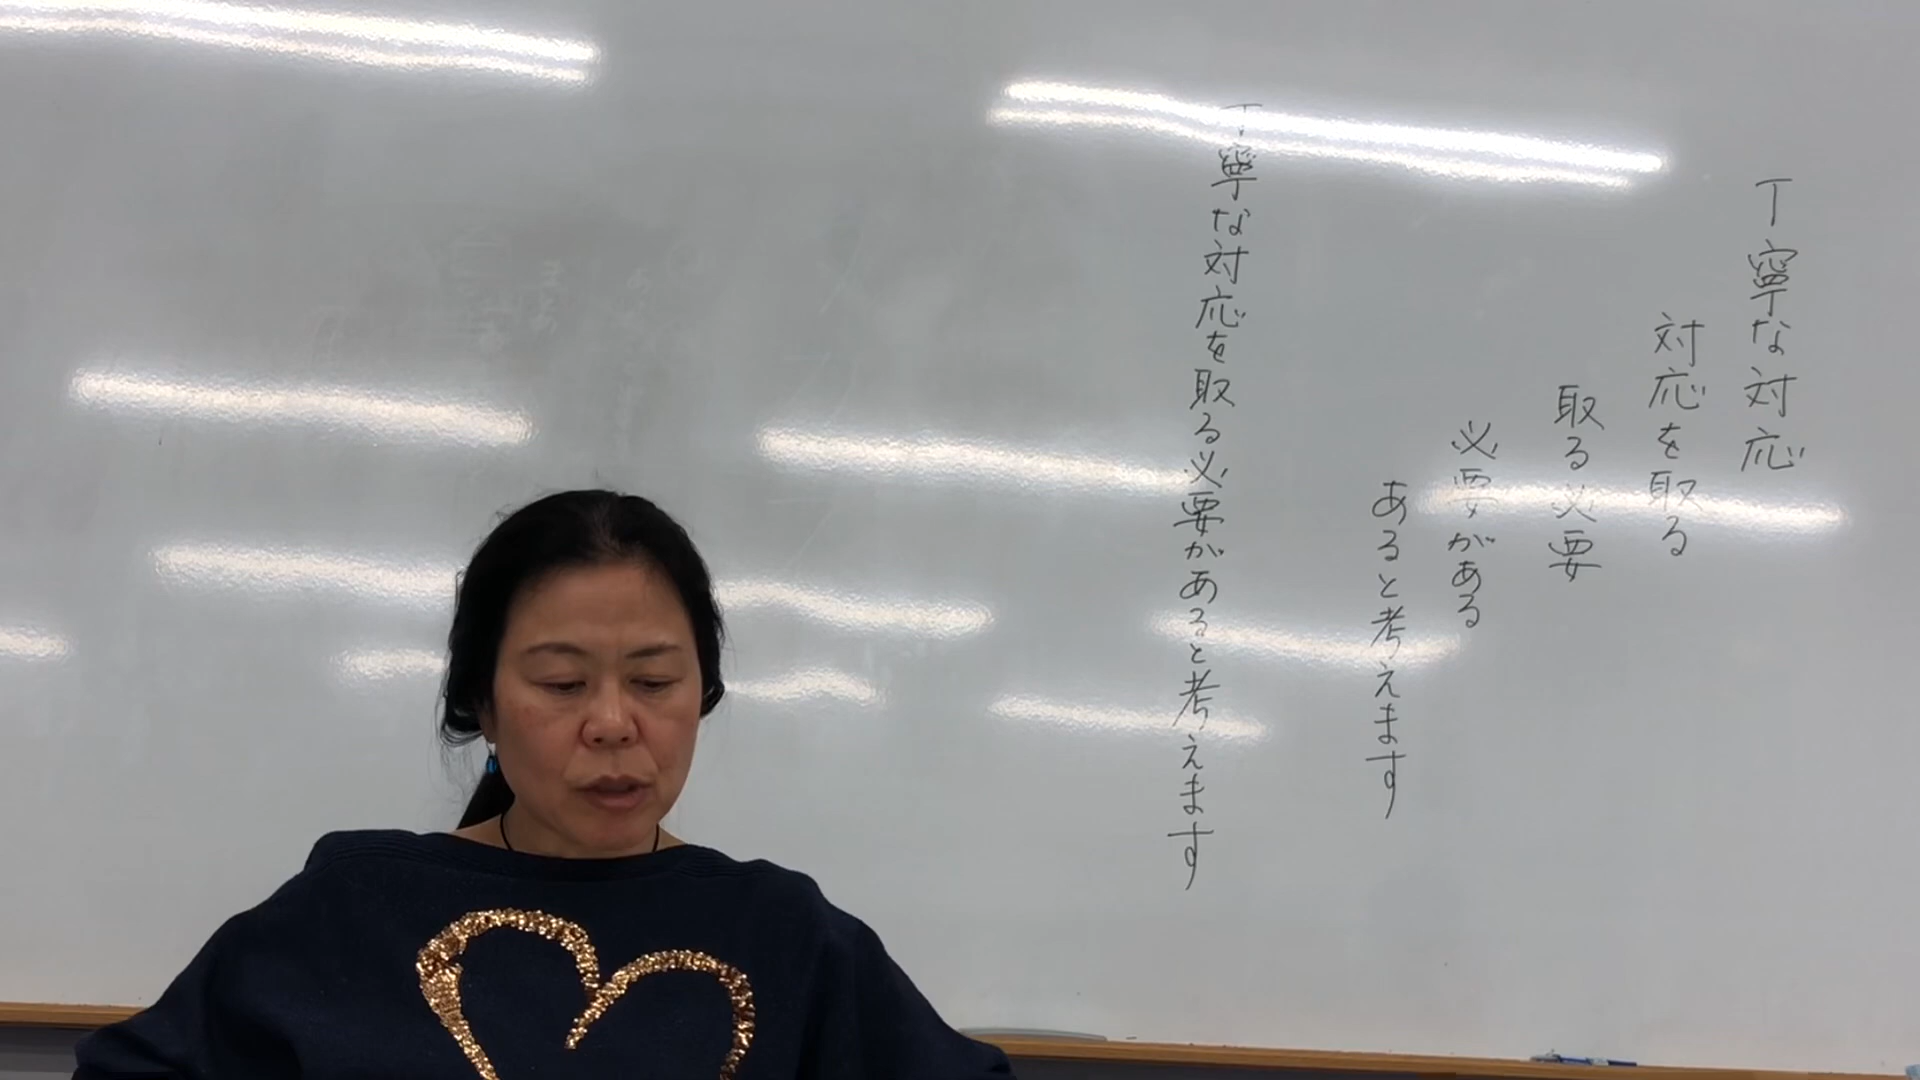 丁寧な対応
対応を取る
取る必要
必要がある
あると考えます
丁寧な対応を取る必要があると考えます